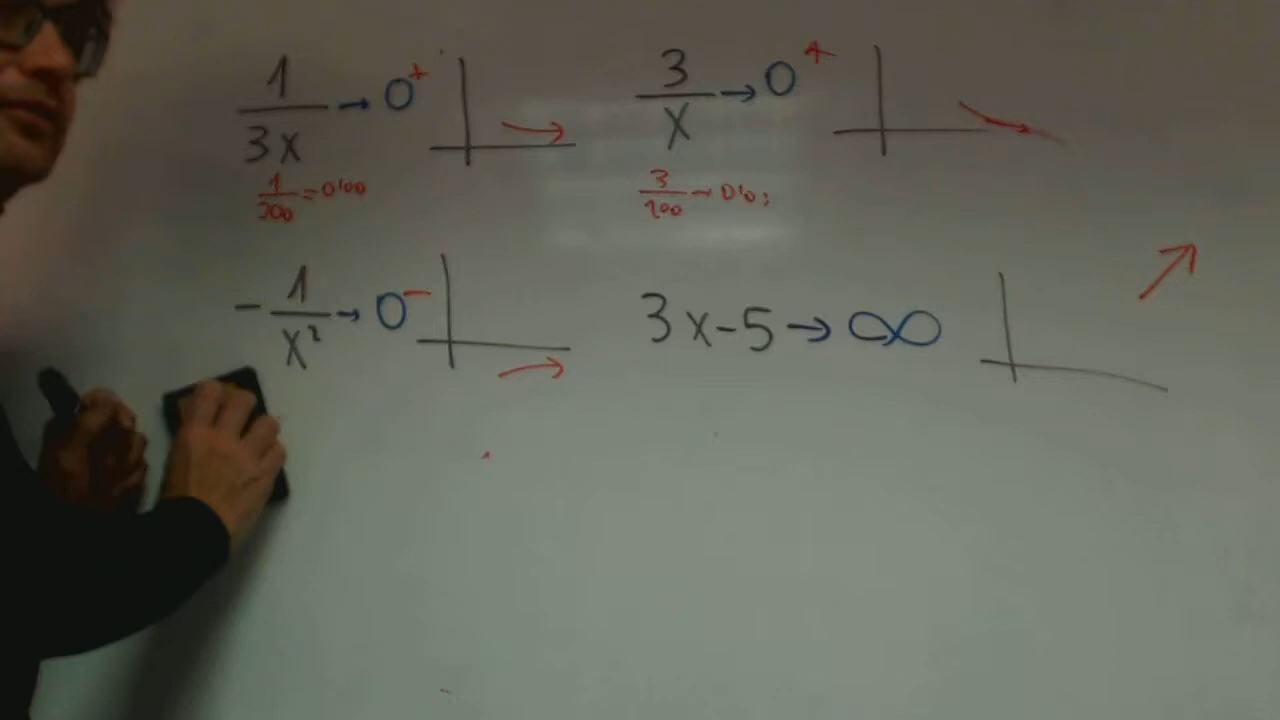 1/3x → 0⁺
3/x → 0⁺
1/300 = 0'00
3/100 → 0'0
- 1/x² → 0⁻
3x-5 → ∞